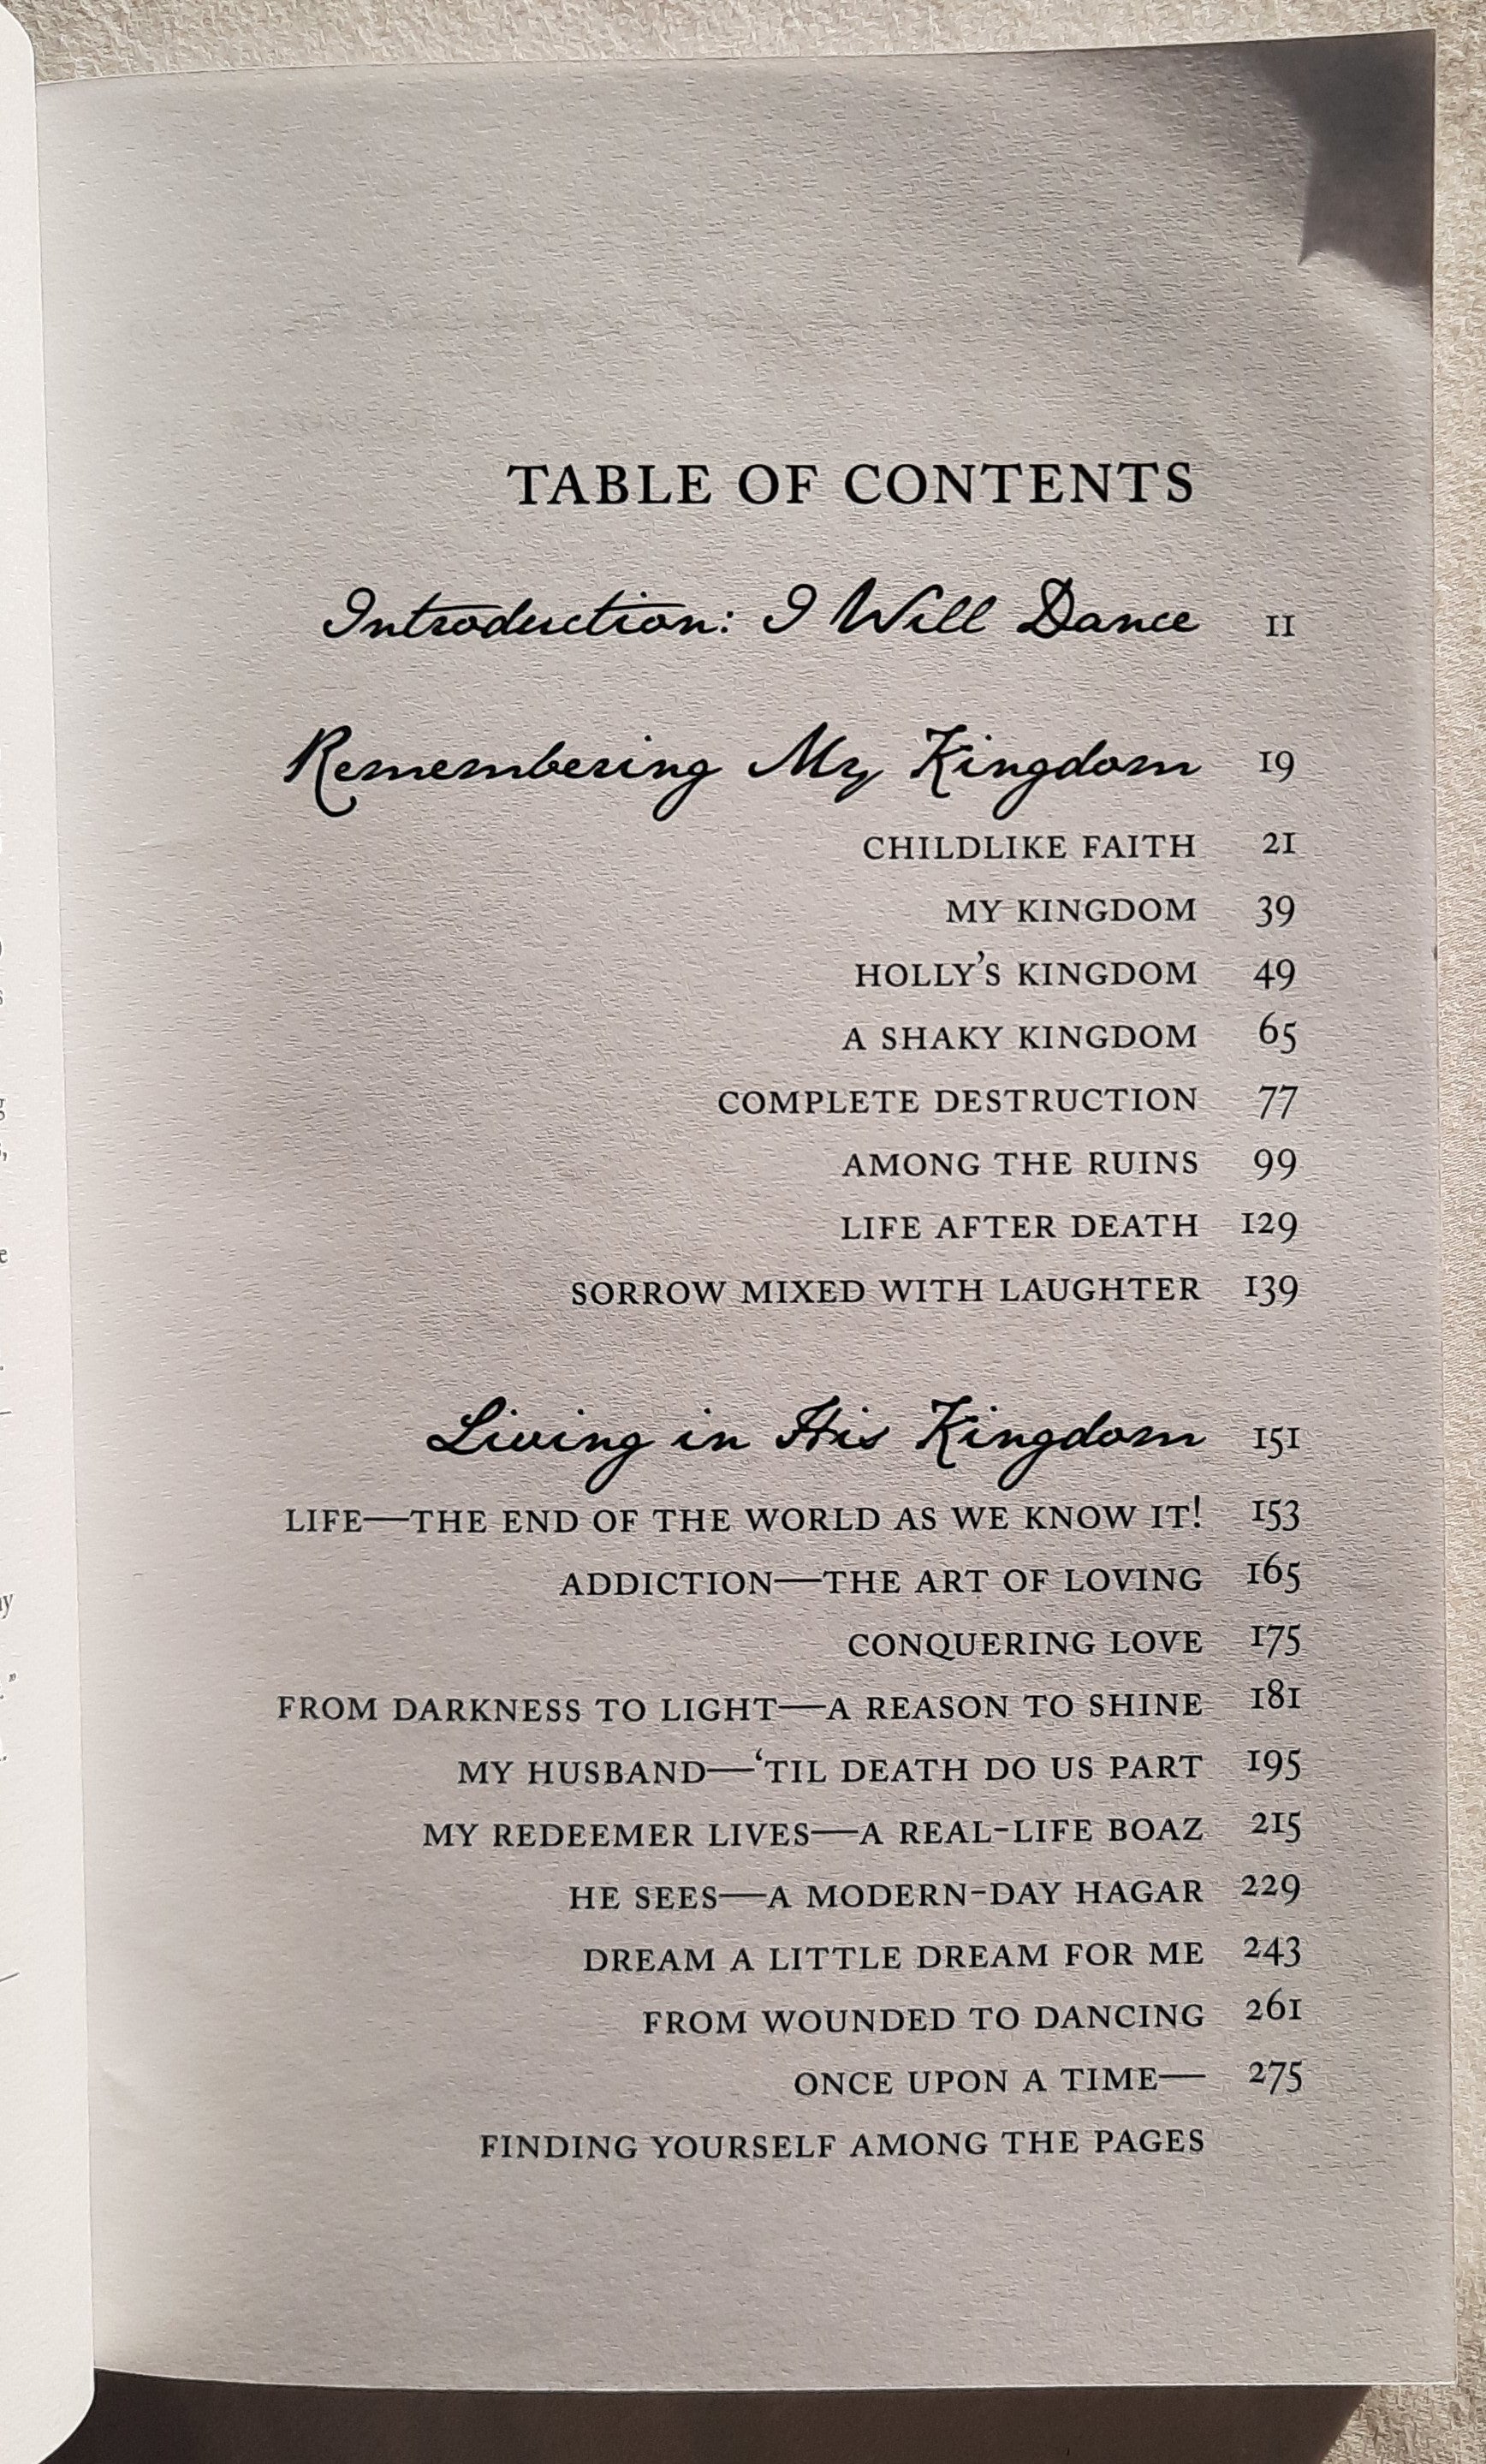 TABLE OF CONTENTS
Introduction: I Will Dance 11
Remembering My Kingdom 19
CHILDLIKE FAITH 21
MY KINGDOM 39
HOLLY'S KINGDOM 49
A SHAKY KINGDOM 65
COMPLETE DESTRUCTION 77
AMONG THE RUINS 99
LIFE AFTER DEATH 129
SORROW MIXED WITH LAUGHTER 139
Living in His Kingdom 151
LIFE—THE END OF THE WORLD AS WE KNOW IT! 153
ADDICTION—THE ART OF LOVING 165
CONQUERING LOVE 175
FROM DARKNESS TO LIGHT—A REASON TO SHINE 181
MY HUSBAND—‘TIL DEATH DO US PART 195
MY REDEEMER LIVES—A REAL-LIFE BOAZ 215
HE SEES—A MODERN-DAY HAGAR 229
DREAM A LITTLE DREAM FOR ME 243
FROM WOUNDED TO DANCING 261
ONCE UPON A TIME— 275
FINDING YOURSELF AMONG THE PAGES